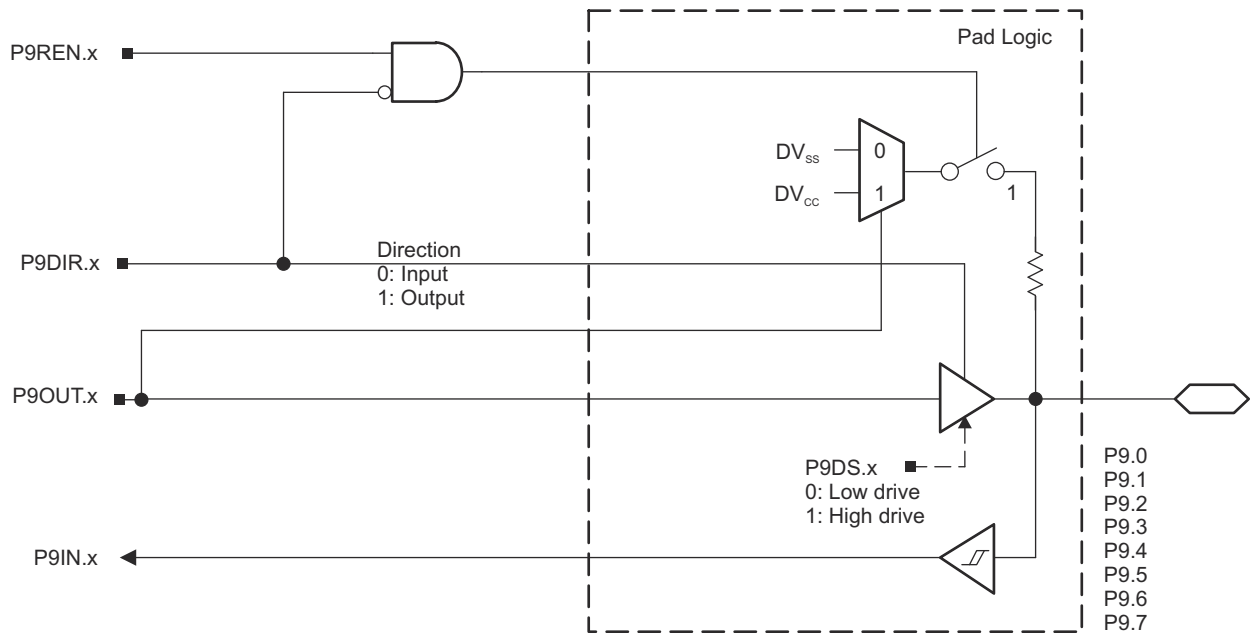 Pad Logic
P9REN.x
DVSS
0
DVCC
1
1
P9DIR.x
Direction
0: Input
1: Output
P9OUT.x
P9DS.x
0: Low drive
1: High drive
P9IN.x
P9.0
P9.1
P9.2
P9.3
P9.4
P9.5
P9.6
P9.7